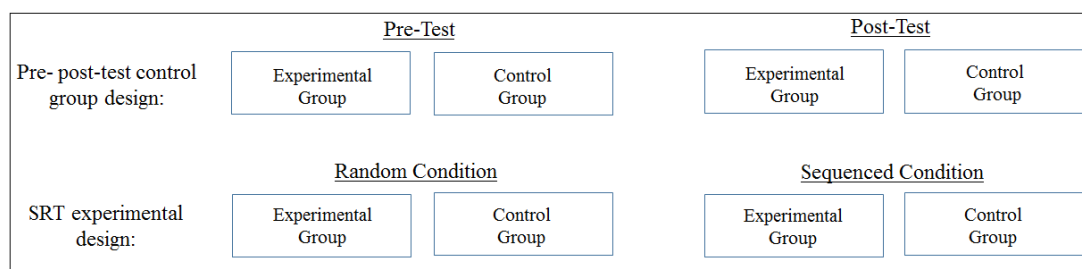 Pre-Test
Post-Test
Pre- post-test control
group design:
Experimental
Group
Control
Group
Experimental
Group
Control
Group
Random Condition
Sequenced Condition
SRT experimental
design:
Experimental
Group
Control
Group
Experimental
Group
Control
Group